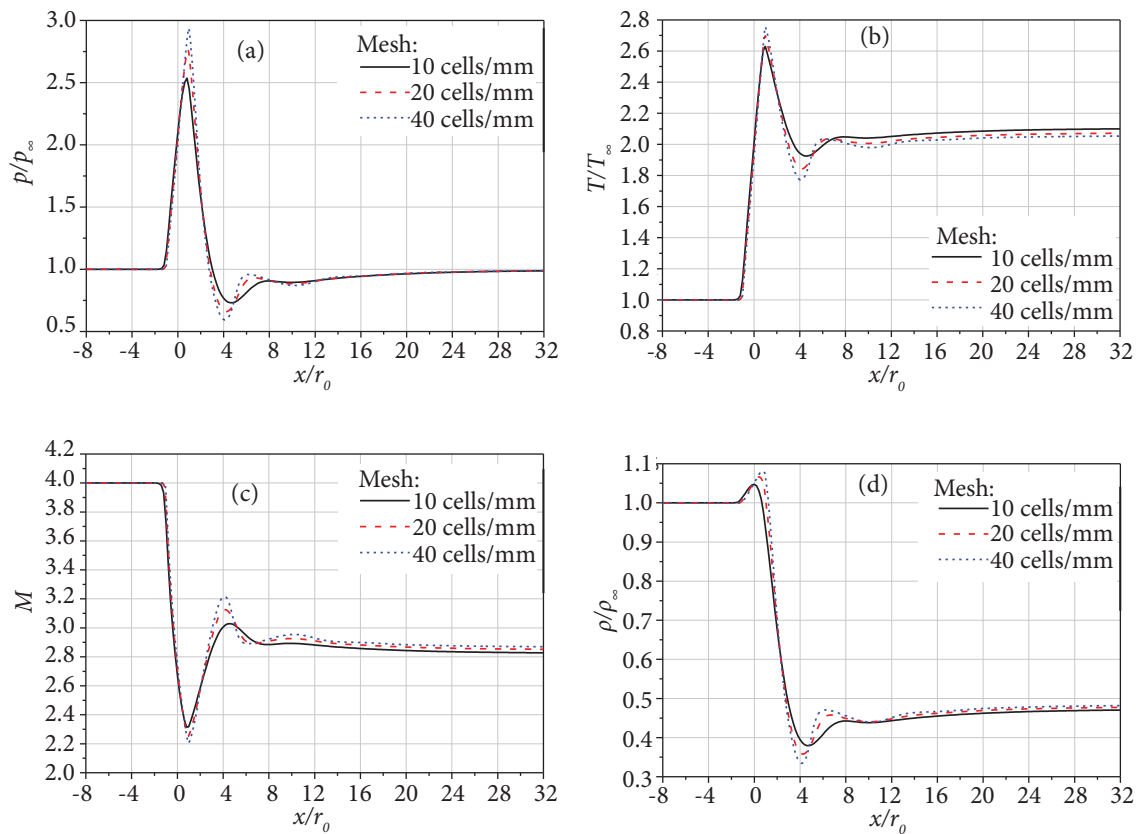 (a)
Mesh:
10 cells/mm
20 cells/mm
40 cells/mm
p/p∞
3.0
2.5
2.0
1.5
1.0
0.5
-8 -4 0 4 8 12 16 20 24 28 32
x/r0
(b)
T/T∞
2.8
2.6
2.4
2.2
2.0
1.8
1.6
1.4
1.2
1.0
0.8
Mesh:
10 cells/mm
20 cells/mm
40 cells/mm
-8 -4 0 4 8 12 16 20 24 28 32
x/r0
(c)
Mesh:
10 cells/mm
20 cells/mm
40 cells/mm
M
4.2
4.0
3.8
3.6
3.4
3.2
3.0
2.8
2.6
2.4
2.2
2.0
-8 -4 0 4 8 12 16 20 24 28 32
x/r0
(d)
Mesh:
10 cells/mm
20 cells/mm
40 cells/mm
ρ/ρ∞
1.1
1.0
0.9
0.8
0.7
0.6
0.5
0.4
0.3
-8 -4 0 4 8 12 16 20 24 28 32
x/r0